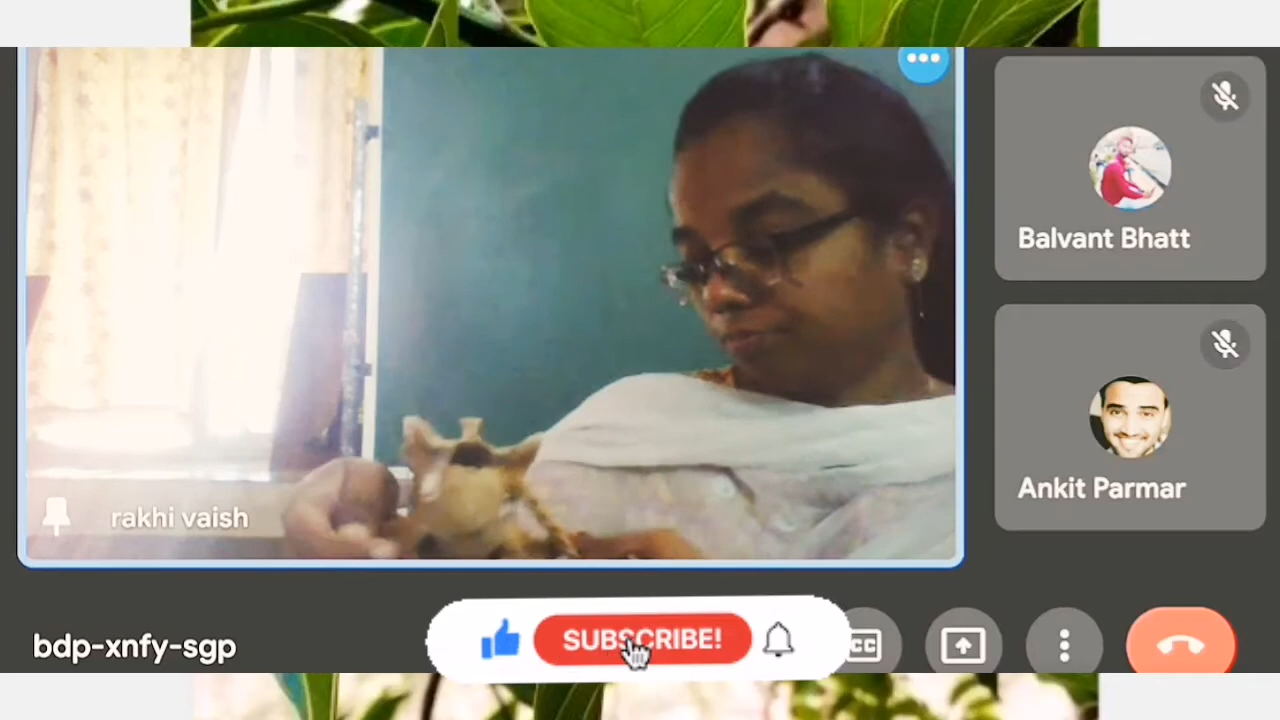 Balvant Bhatt
Ankit Parmar
rakhi vaish
bdp-xnfy-sgp
SUBSCRIBE!
CC